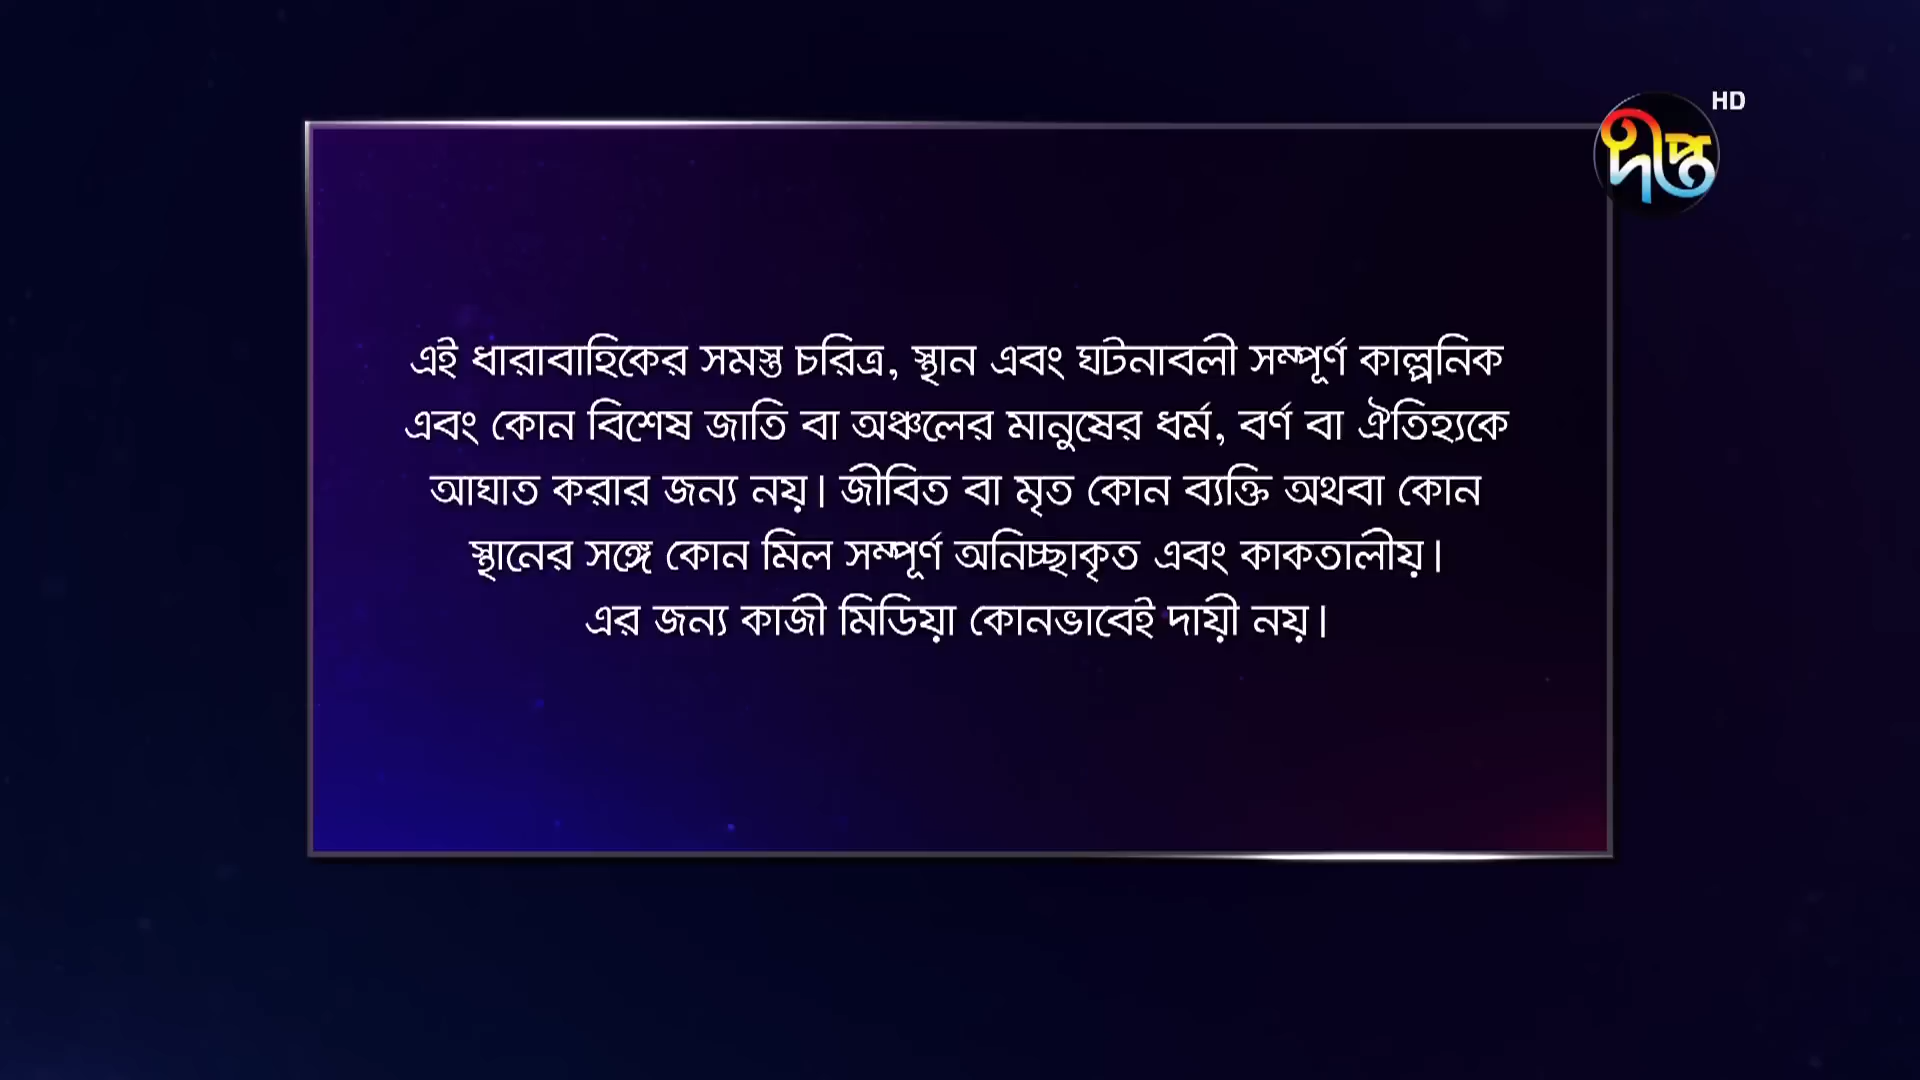 HD
দীপ্ত
এই ধারাবাহিকের সমস্ত চরিত্র, স্থান এবং ঘটনাবলী সম্পূর্ণ কাল্পনিক
এবং কোন বিশেষ জাতি বা অঞ্চলের মানুষের ধর্ম, বর্ণ বা ঐতিহ্যকে
আঘাত করার জন্য নয়। জীবিত বা মৃত কোন ব্যক্তি অথবা কোন
স্থানের সঙ্গে কোন মিল সম্পূর্ণ অনিচ্ছাকৃত এবং কাকতালীয়।
এর জন্য কাজী মিডিয়া কোনভাবেই দায়ী নয়।